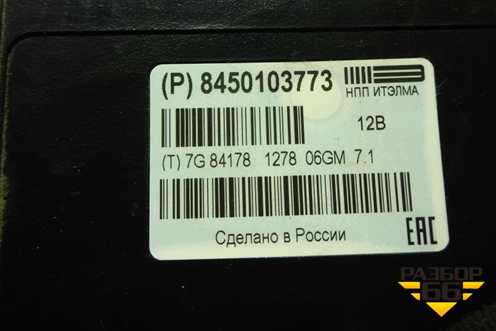 (P) 8450103773
НПП ИТЭЛМА
12В
(T) 7G 84178 1278 06GM 7.1
Сделано в России
EAC
РАЗБОР
66